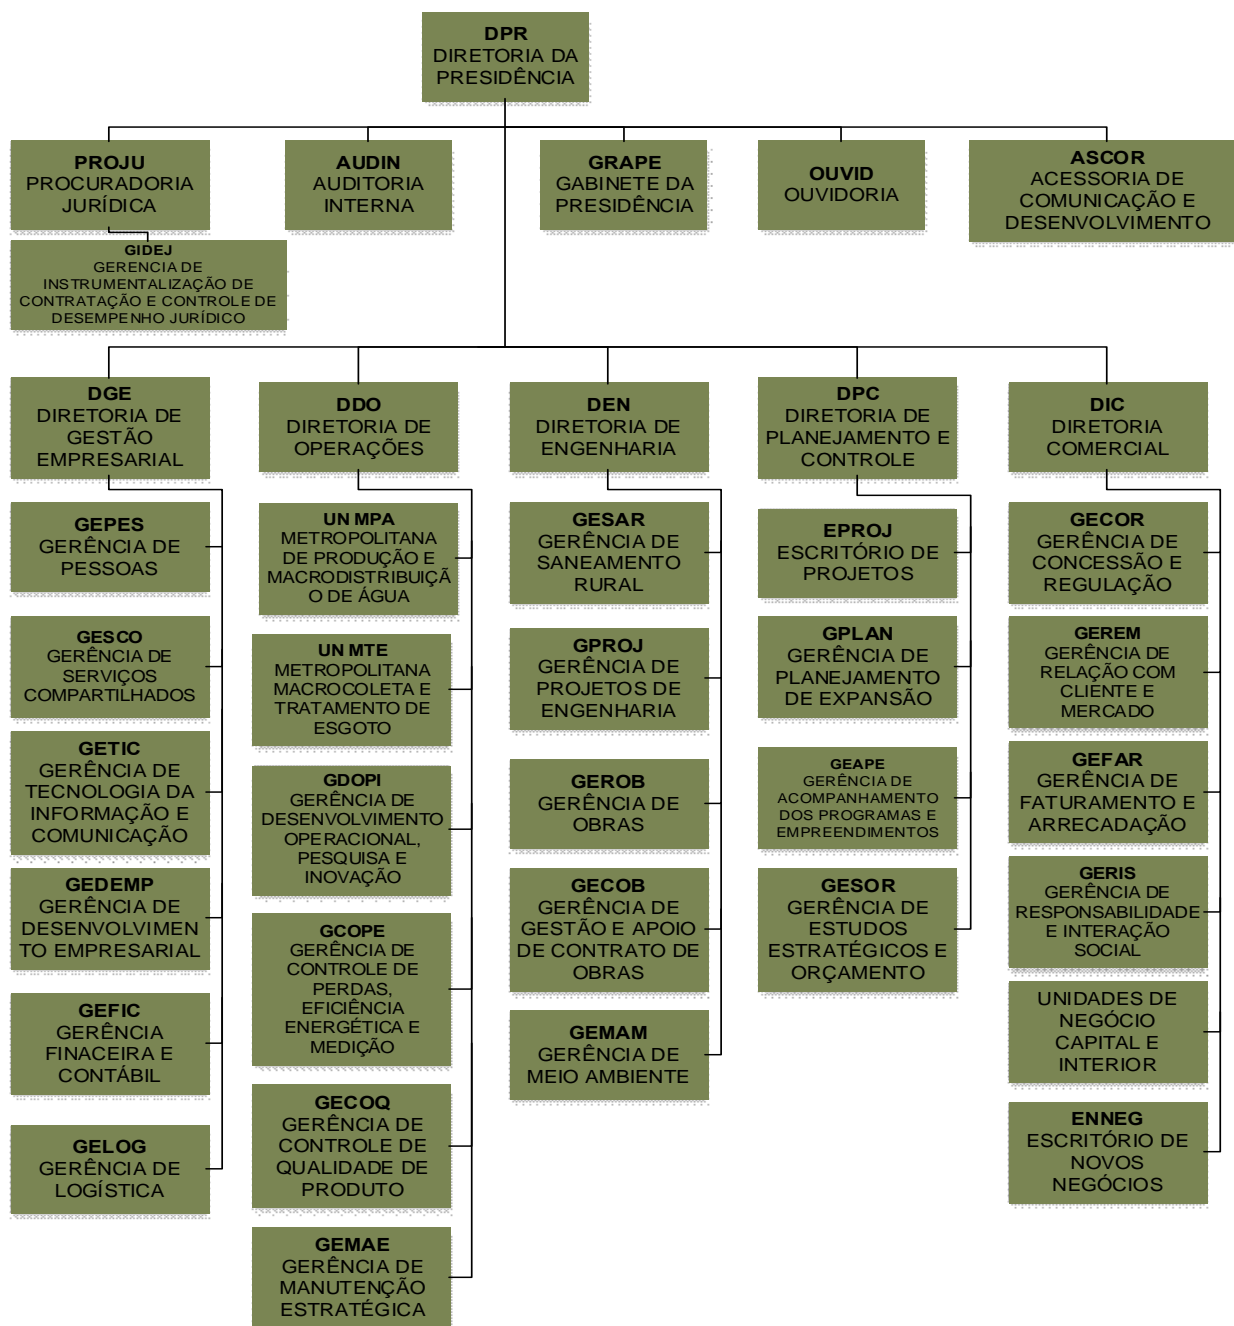 DPR
DIRETORIA DA
PRESIDÊNCIA
PROJU
PROCURADORIA
JURÍDICA
AUDIN
AUDITORIA
INTERNA
GRAPE
GABINETE DA
PRESIDÊNCIA
OUVID
OUVIDORIA
ASCOR
ACESSORIA DE
COMUNICAÇÃO E
DESENVOLVIMENTO
GIDEJ
GERENCIA DE
INSTRUMENTALIZAÇÃO DE
CONTRATAÇÃO E CONTROLE DE
DESEMPENHO JURÍDICO
DGE
DIRETORIA DE
GESTÃO
EMPRESARIAL
GEPES
GERÊNCIA DE
PESSOAS
GESCO
GERÊNCIA DE
SERVIÇOS
COMPARTILHADOS
GETIC
GERÊNCIA DE
TECNOLOGIA DA
INFORMAÇÃO E
COMUNICAÇÃO
GEDEMP
GERÊNCIA DE
DESENVOLVIMEN
TO EMPRESARIAL
GEFIC
GERÊNCIA
FINACEIRA E
CONTÁBIL
GELOG
GERÊNCIA DE
LOGÍSTICA
DDO
DIRETORIA DE
OPERAÇÕES
UN MPA
METROPOLITANA
DE PRODUÇÃO E
MACRODISTRIBUIÇÃ
O DE ÁGUA
UN MTE
METROPOLITANA
MACROCOLETA E
TRATAMENTO DE
ESGOTO
GDOPI
GERÊNCIA DE
DESENVOLVIMENTO
OPERACIONAL,
PESQUISA E
INOVAÇÃO
GCOPE
GERÊNCIA DE
CONTROLE DE
PERDAS,
EFICIÊNCIA
ENERGÉTICA E
MEDIÇÃO
GECOQ
GERÊNCIA DE
CONTROLE DE
QUALIDADE DE
PRODUTO
GEMAE
GERÊNCIA DE
MANUTENÇÃO
ESTRATÉGICA
DEN
DIRETORIA DE
ENGENHARIA
GESAR
GERÊNCIA DE
SANEAMENTO
RURAL
GPROJ
GERÊNCIA DE
PROJETOS DE
ENGENHARIA
GEROB
GERÊNCIA DE
OBRAS
GECOB
GERÊNCIA DE
GESTÃO E APOIO
DE CONTRATO DE
OBRAS
GEMAM
GERÊNCIA DE
MEIO AMBIENTE
DPC
DIRETORIA DE
PLANEJAMENTO E
CONTROLE
EPROJ
ESCRITÓRIO DE
PROJETOS
GPLAN
GERÊNCIA DE
PLANEJAMENTO
DE EXPANSÃO
GEAPE
GERÊNCIA DE
ACOMPANHAMENTO
DOS PROGRAMAS E
EMPREENDIMENTOS
GESOR
GERÊNCIA DE
ESTUDOS
ESTRATÉGICOS E
ORÇAMENTO
DIC
DIRETORIA
COMERCIAL
GECOR
GERÊNCIA DE
CONCESSÃO E
REGULAÇÃO
GEREM
GERÊNCIA DE
RELAÇÃO COM
CLIENTE E
MERCADO
GEFAR
GERÊNCIA DE
FATURAMENTO E
ARRECADAÇÃO
GERIS
GERÊNCIA DE
RESPONSABILIDADE
E INTERAÇÃO
SOCIAL
UNIDADES DE
NEGÓCIO
CAPITAL E
INTERIOR
ENNEG
ESCRITÓRIO DE
NOVOS
NEGÓCIOS